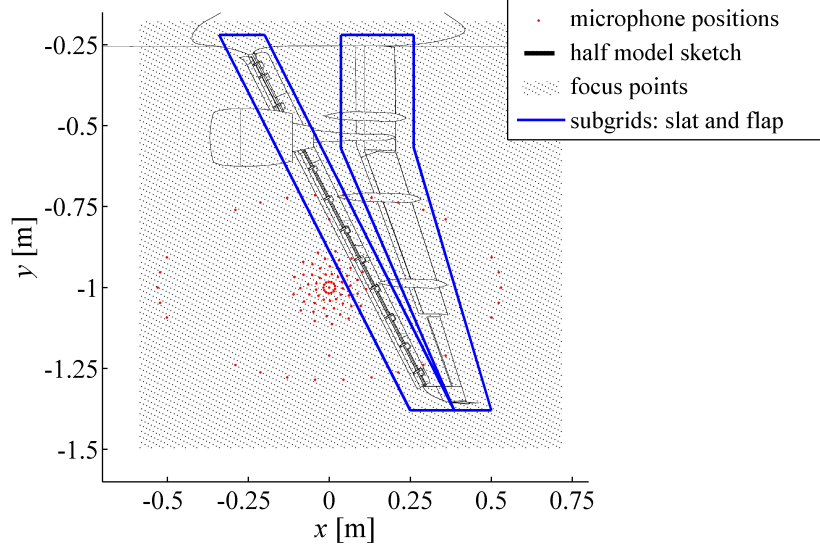 microphone positions
half model sketch
focus points
subgrids: slat and flap
-0.25
-0.5
-0.75
-1
-1.25
-1.5
y [m]
-0.5 -0.25 0 0.25 0.5 0.75
x [m]